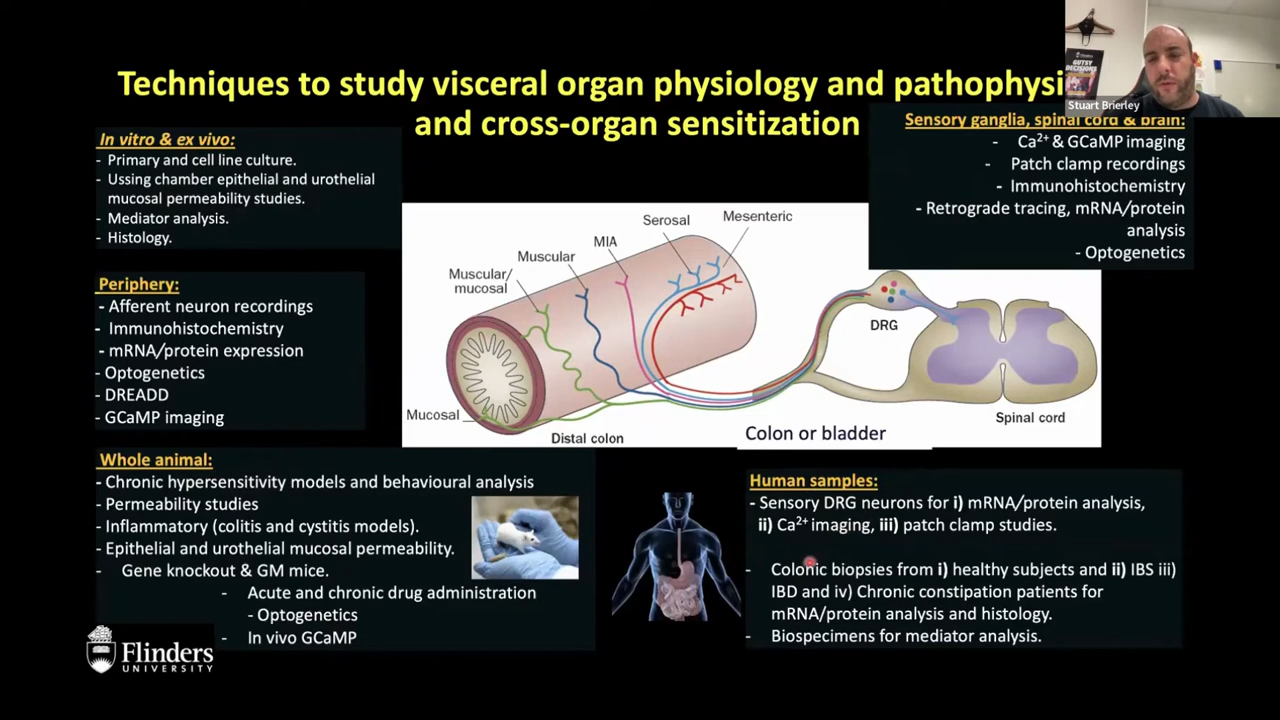 Techniques to study visceral organ physiology and pathophysi
and cross-organ sensitization
GUTSY
DECISIONS
Stuart Brierley
In vitro & ex vivo:
- Primary and cell line culture.
- Ussing chamber epithelial and urothelial
mucosal permeability studies.
- Mediator analysis.
- Histology.
Sensory ganglia, spinal cord & brain:
- Ca2+ & GCaMP imaging
- Patch clamp recordings
- Immunohistochemistry
- Retrograde tracing, mRNA/protein
analysis
- Optogenetics
Periphery:
- Afferent neuron recordings
- Immunohistochemistry
- mRNA/protein expression
- Optogenetics
- DREADD
- GCaMP imaging
Muscular/
mucosal
Muscular
MIA
Serosal
Mesenteric
DRG
Spinal cord
Mucosal
Distal colon
Colon or bladder
Whole animal:
- Chronic hypersensitivity models and behavioural analysis
- Permeability studies
- Inflammatory (colitis and cystitis models).
- Epithelial and urothelial mucosal permeability.
- Gene knockout & GM mice.
- Acute and chronic drug administration
- Optogenetics
- In vivo GCaMP
Human samples:
- Sensory DRG neurons for i) mRNA/protein analysis,
ii) Ca2+ imaging, iii) patch clamp studies.
- Colonic biopsies from i) healthy subjects and ii) IBS iii)
IBD and iv) Chronic constipation patients for
mRNA/protein analysis and histology.
- Biospecimens for mediator analysis.
Flinders
UNIVERSITY